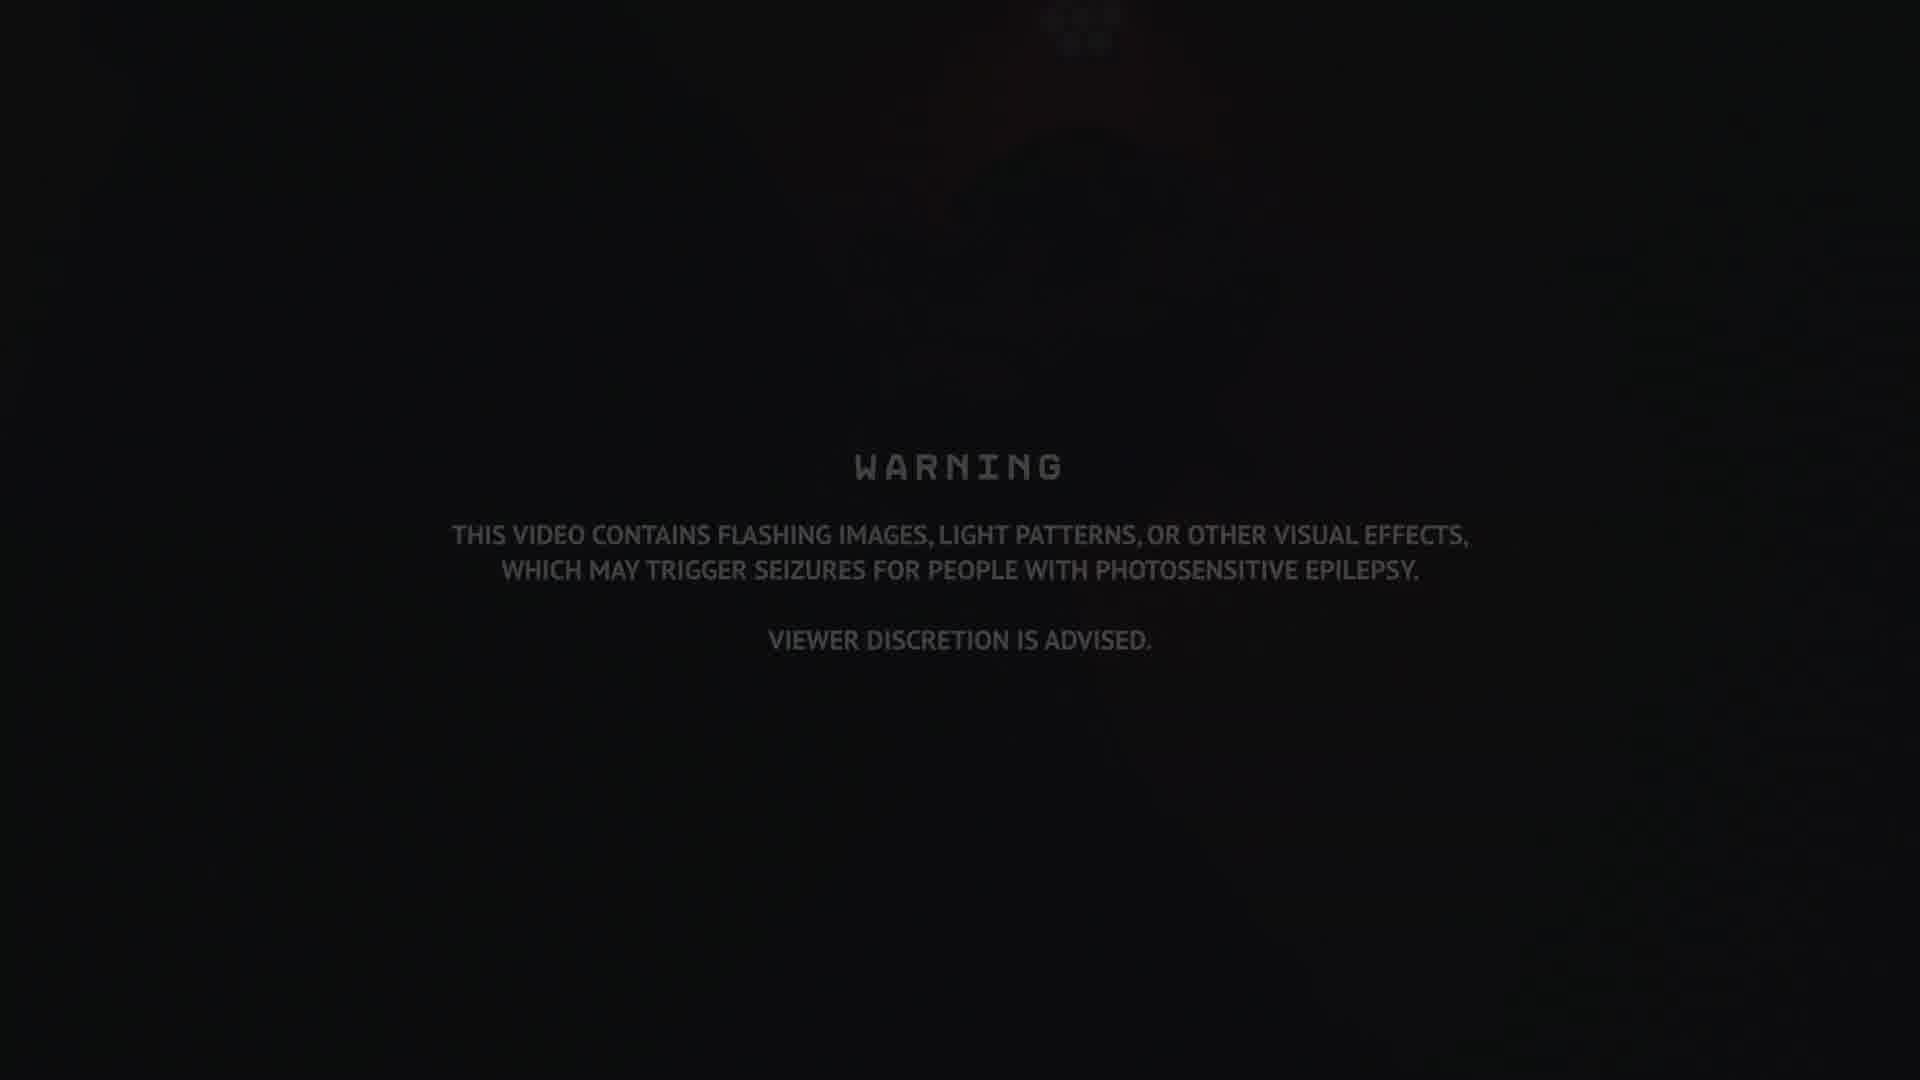 WARNING
THIS VIDEO CONTAINS FLASHING IMAGES, LIGHT PATTERNS, OR OTHER VISUAL EFFECTS,
WHICH MAY TRIGGER SEIZURES FOR PEOPLE WITH PHOTOSENSITIVE EPILEPSY.
VIEWER DISCRETION IS ADVISED.